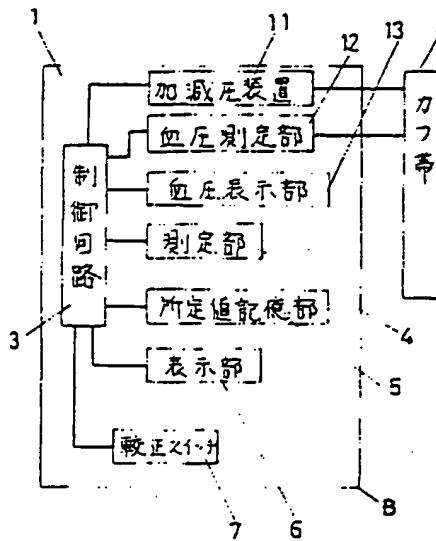 1
11
12
13
加減圧装置
血圧測定部
カフ帯
制御回路
血圧表示部
測定部
所定値記憶部
3
4
表示部
5
較正スイッチ
7
6
B